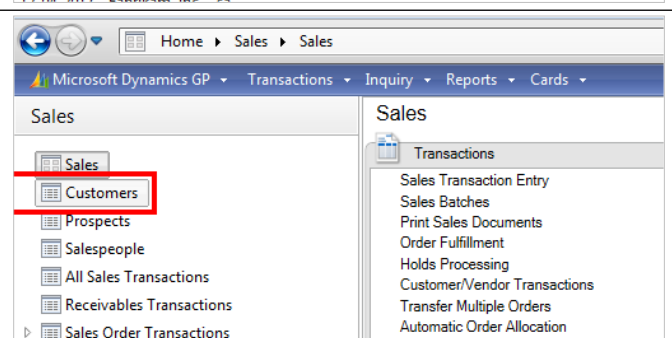 Home ▸ Sales ▸ Sales
Microsoft Dynamics GP Transactions Inquiry Reports Cards
Sales
Sales
Customers
Prospects
Salespeople
All Sales Transactions
Receivables Transactions
Sales Order Transactions
Sales
Transactions
Sales Transaction Entry
Sales Batches
Print Sales Documents
Order Fulfillment
Holds Processing
Customer/Vendor Transactions
Transfer Multiple Orders
Automatic Order Allocation